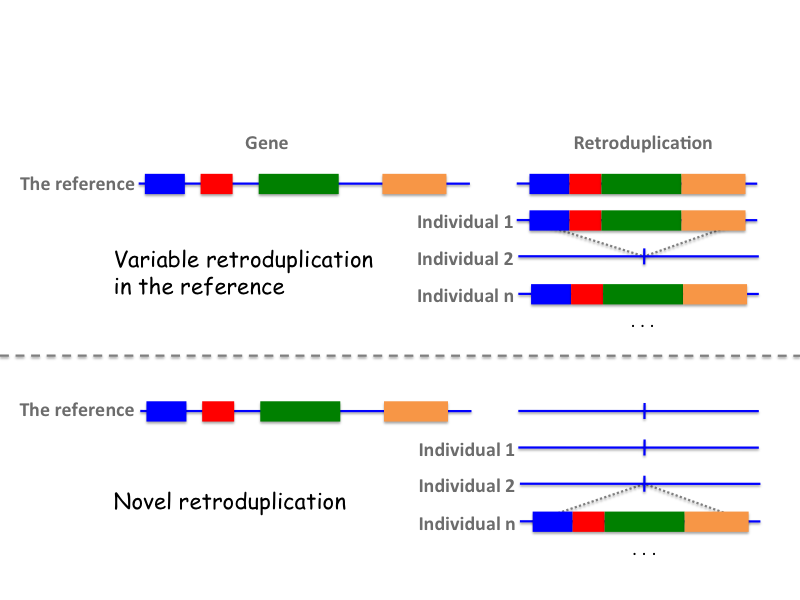 Gene
Retroduplication
The reference
Individual 1
Variable retroduplication
in the reference
Individual 2
Individual n
. . .
The reference
Individual 1
Individual 2
Novel retroduplication
Individual n
. . .